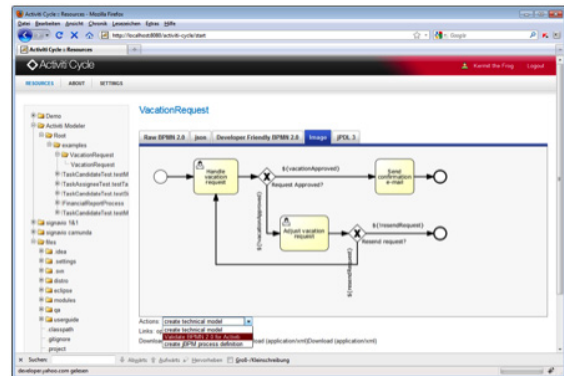 Activiti Cycle :: Resources - Mozilla Firefox
Datei Bearbeiten Ansicht Chronik Lesezeichen Extras Hilfe
http://localhost:8080/activiti-cycle/start
Google
Activiti Cycle :: Resources
Activiti Cycle
Kermit the Frog
Logout
RESOURCES ABOUT SETTINGS
Demo
Activiti Modeler
Root
examples
VacationRequest
VacationRequest
TaskCandidateTest.testM
TaskAssigneeTest.testTa
TaskCandidateTest.testSi
FinancialReportProcess
TaskCandidateTest.testM
signavio 1&1
signavio camunda
files
.idea
.settings
.svn
distro
eclipse
modules
qa
userguide
.classpath
.gitignore
.project
VacationRequest
Raw BPMN 2.0 Json Developer Friendly BPMN 2.0 Image jPDL 3
Handle vacation request
Request Approved?
${vacationApproved}
Send confirmation e-mail
${!vacationApproved}
Adjust vacation request
${!resendRequest}
Resend request?
${resendRequest}
Actions: create technical model
create technical model
Validate BPMN 2.0 for Activiti
create jBPM process definition
Links:
Download (application/xml)Download (application/xml)
Suchen:
Abwärts Aufwärts Hervorheben Groß-/Kleinschreibung
developer.yahoo.com gelesen